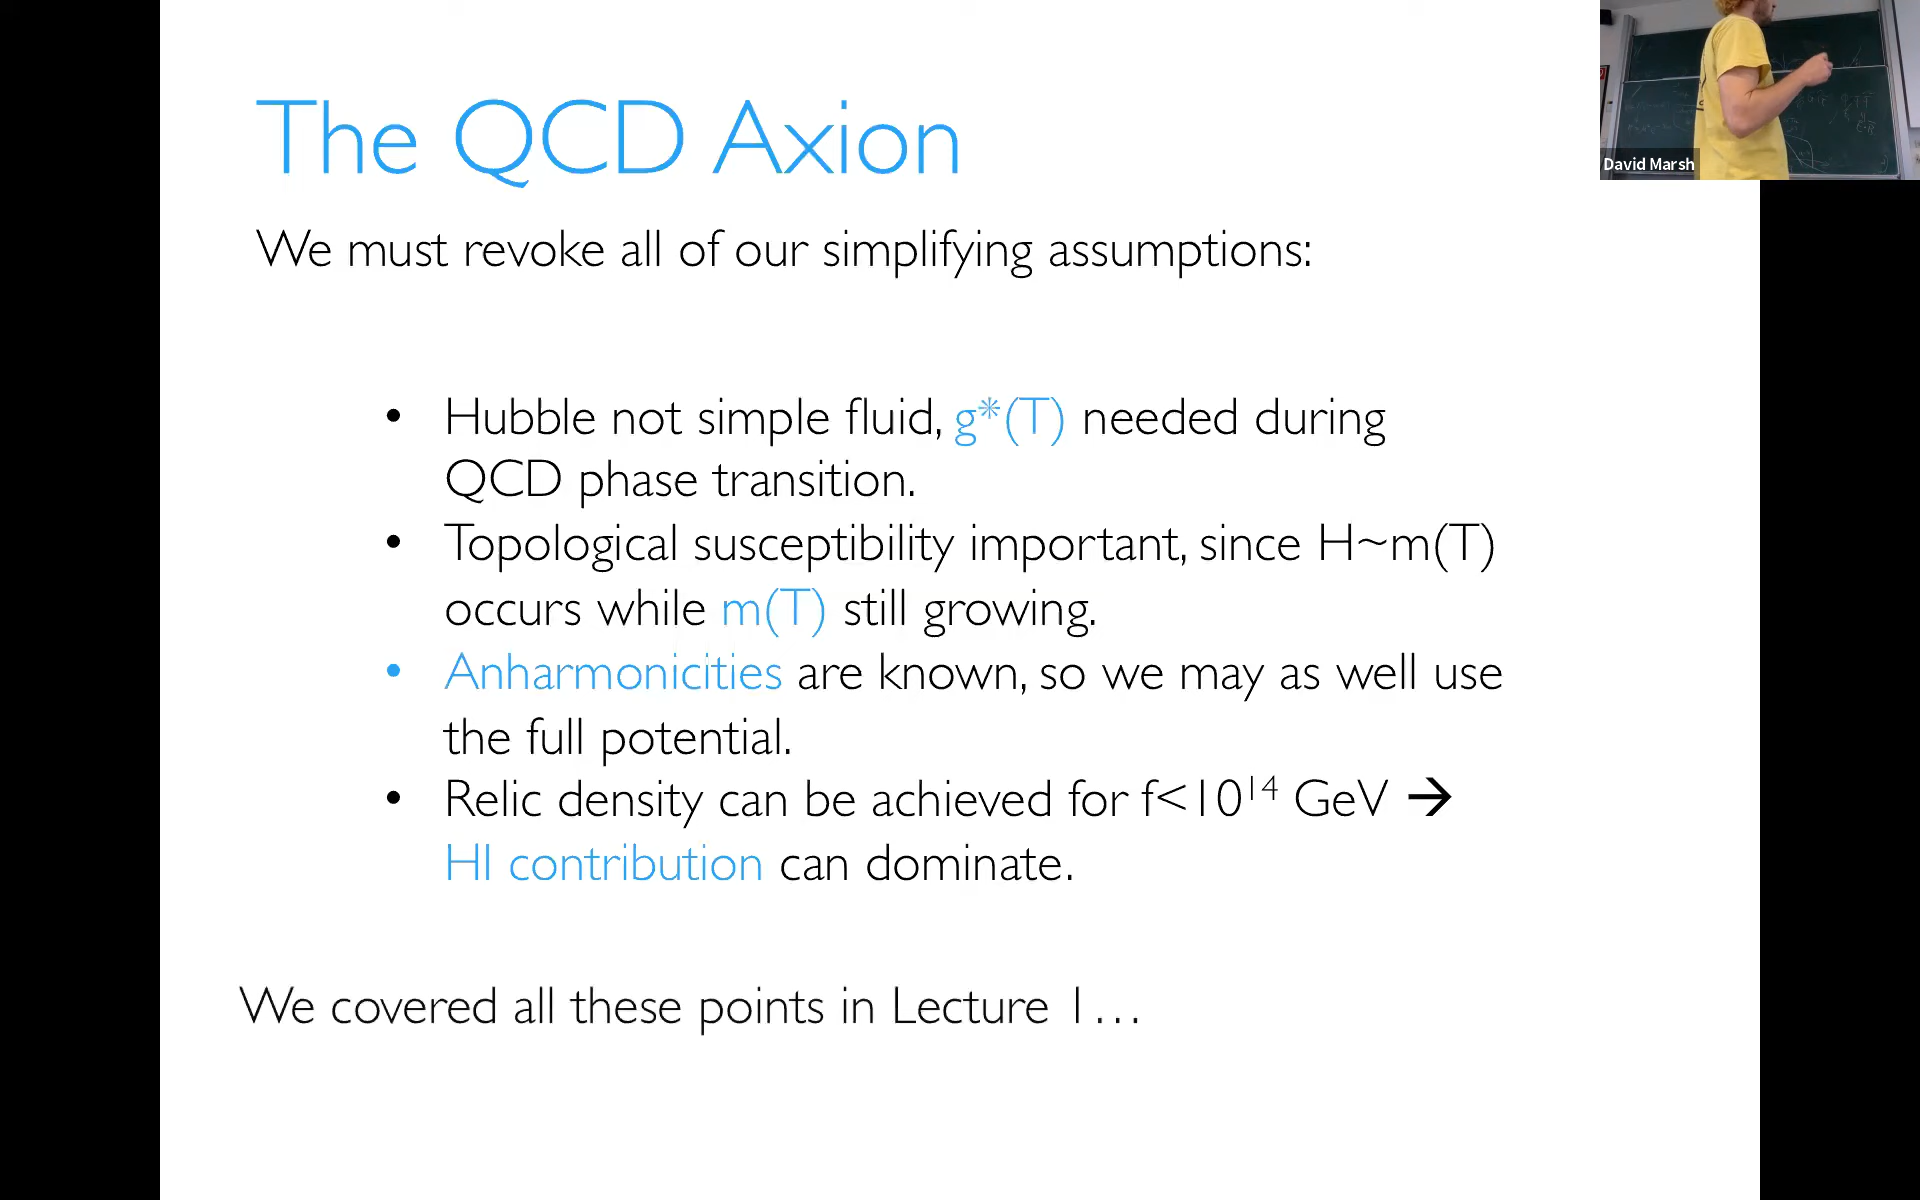 The QCD Axion
We must revoke all of our simplifying assumptions:
• Hubble not simple fluid, g*(T) needed during
QCD phase transition.
• Topological susceptibility important, since H~m(T)
occurs while m(T) still growing.
• Anharmonicities are known, so we may as well use
the full potential.
• Relic density can be achieved for f<10¹⁴ GeV →
HI contribution can dominate.
We covered all these points in Lecture 1…
David Marsh